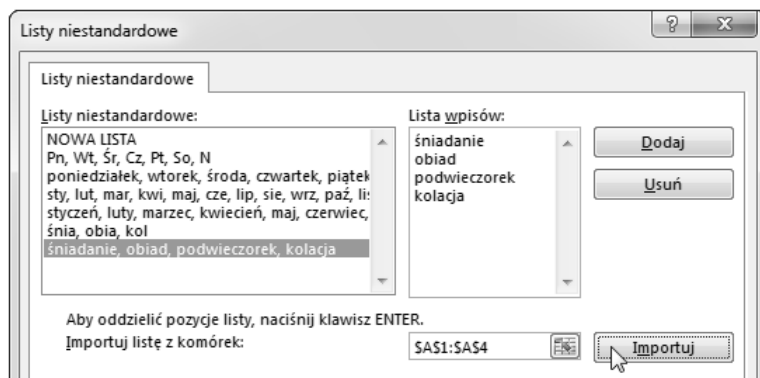 Listy niestandardowe
Listy niestandardowe
Listy niestandardowe:
NOWA LISTA
Pn, Wt, Śr, Cz, Pt, So, N
poniedziałek, wtorek, środa, czwartek, piątek
sty, lut, mar, kwi, maj, cze, lip, sie, wrz, paź, lis
styczeń, luty, marzec, kwiecień, maj, czerwiec,
śnia, obia, kol
śniadanie, obiad, podwieczorek, kolacja
Lista wpisów:
śniadanie
obiad
podwieczorek
kolacja
Dodaj
Usuń
Aby oddzielić pozycje listy, naciśnij klawisz ENTER.
Importuj listę z komórek:
$A$1:$A$4
Importuj